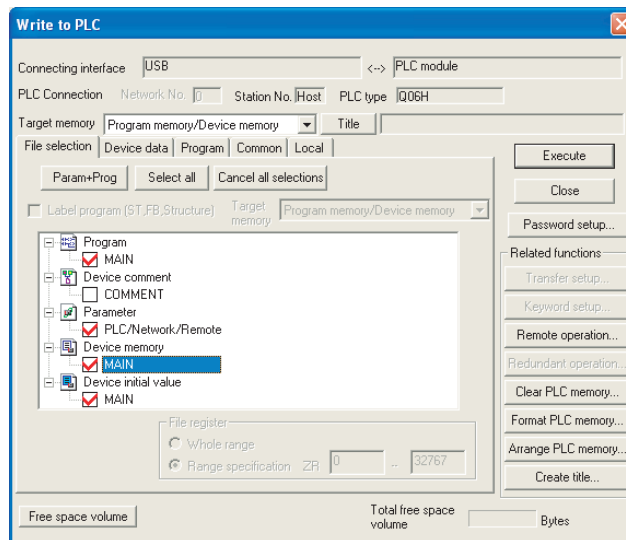 Write to PLC
Connecting interface USB <--> PLC module
PLC Connection Network No. 0 Station No. Host PLC type Q06H
Target memory Program memory/Device memory Title
File selection Device data Program Common Local
Param+Prog Select all Cancel all selections
Label program (ST,FB,Structure) Target memory Program memory/Device memory
Program
MAIN
Device comment
COMMENT
Parameter
PLC/Network/Remote
Device memory
MAIN
Device initial value
MAIN
File register
Whole range
Range specification ZR 0 .. 32767
Execute
Close
Password setup...
Related functions
Transfer setup...
Keyword setup...
Remote operation...
Redundant operation...
Clear PLC memory...
Format PLC memory...
Arrange PLC memory...
Create title...
Free space volume
Total free space volume Bytes